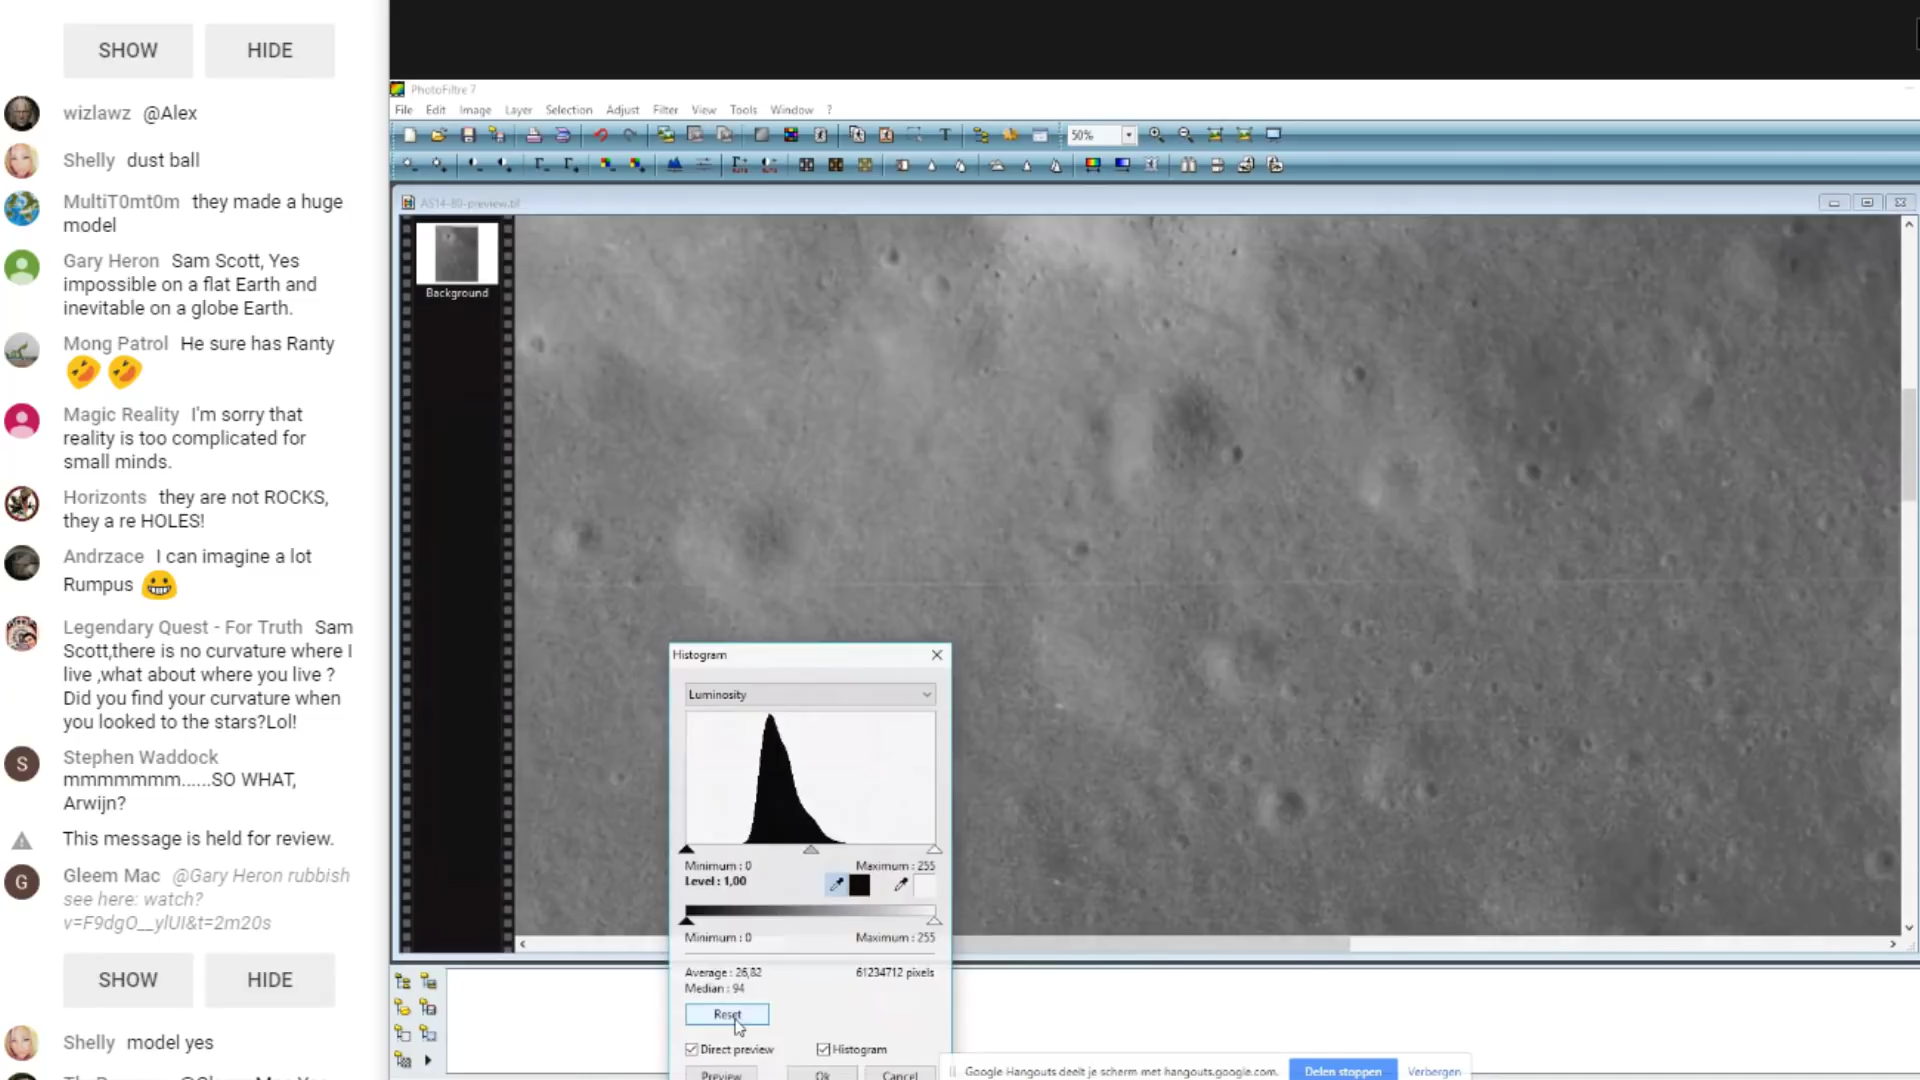 SHOW HIDE
wizlawz @Alex
Shelly dust ball
MultiT0mt0m they made a huge
model
Gary Heron Sam Scott, Yes
impossible on a flat Earth and
inevitable on a globe Earth.
Mong Patrol He sure has Ranty
Magic Reality I'm sorry that
reality is too complicated for
small minds.
Horizonts they are not ROCKS,
they a re HOLES!
Andrzace I can imagine a lot
Rumpus
Legendary Quest - For Truth Sam
Scott,there is no curvature where I
live ,what about where you live ?
Did you find your curvature when
you looked to the stars?Lol!
S
Stephen Waddock
mmmmmmm......SO WHAT,
Arwijn?
This message is held for review.
G
Gleem Mac @Gary Heron rubbish
see here: watch?
v=F9dgO__ylUI&t=2m20s
SHOW HIDE
Shelly model yes
PhotoFiltre 7
File Edit Image Layer Selection Adjust Filter View Tools Window ?
50%
AS14-80-preview.tif
Background
Histogram
Luminosity
Minimum : 0 Maximum : 255
Level : 1,00
Minimum : 0 Maximum : 255
Average : 26,82 61234712 pixels
Median : 94
Reset
Direct preview Histogram
Preview Ok Cancel
Google Hangouts deelt je scherm met hangouts.google.com. Delen stoppen Verbergen